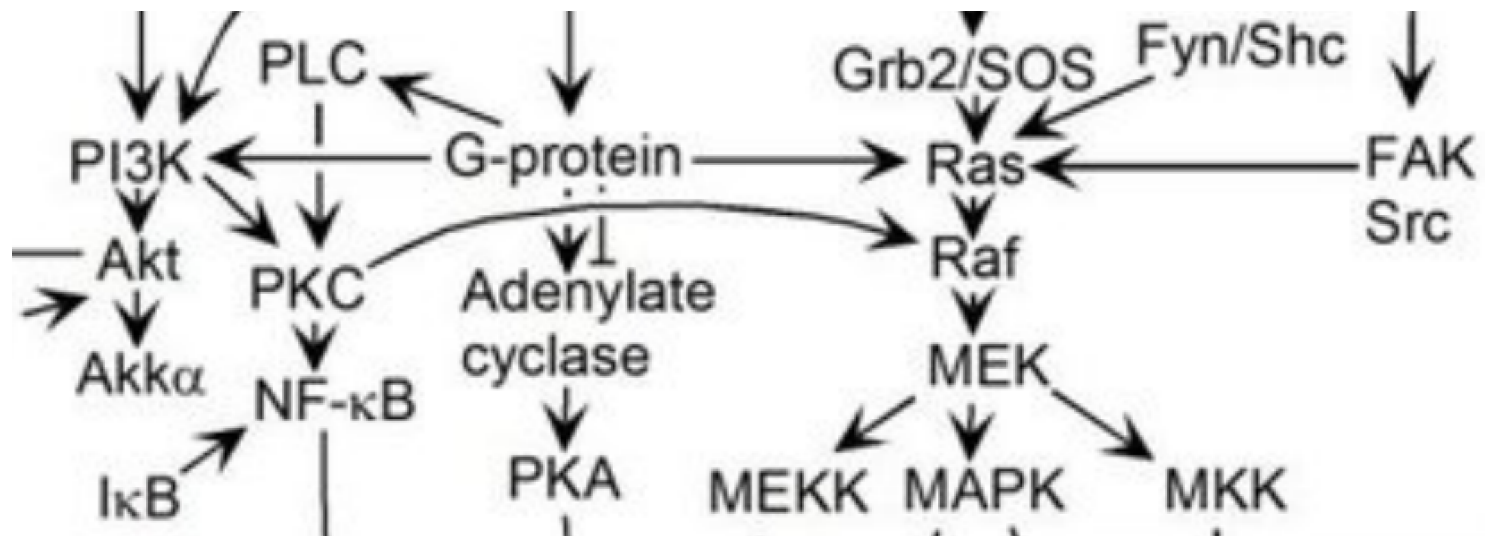 PLC
Grb2/SOS
Fyn/Shc
PI3K
G-protein
Ras
FAK
Src
Akt
PKC
Adenylate
cyclase
Raf
Akkα
NF-κB
MEK
IκB
PKA
MEKK
MAPK
MKK